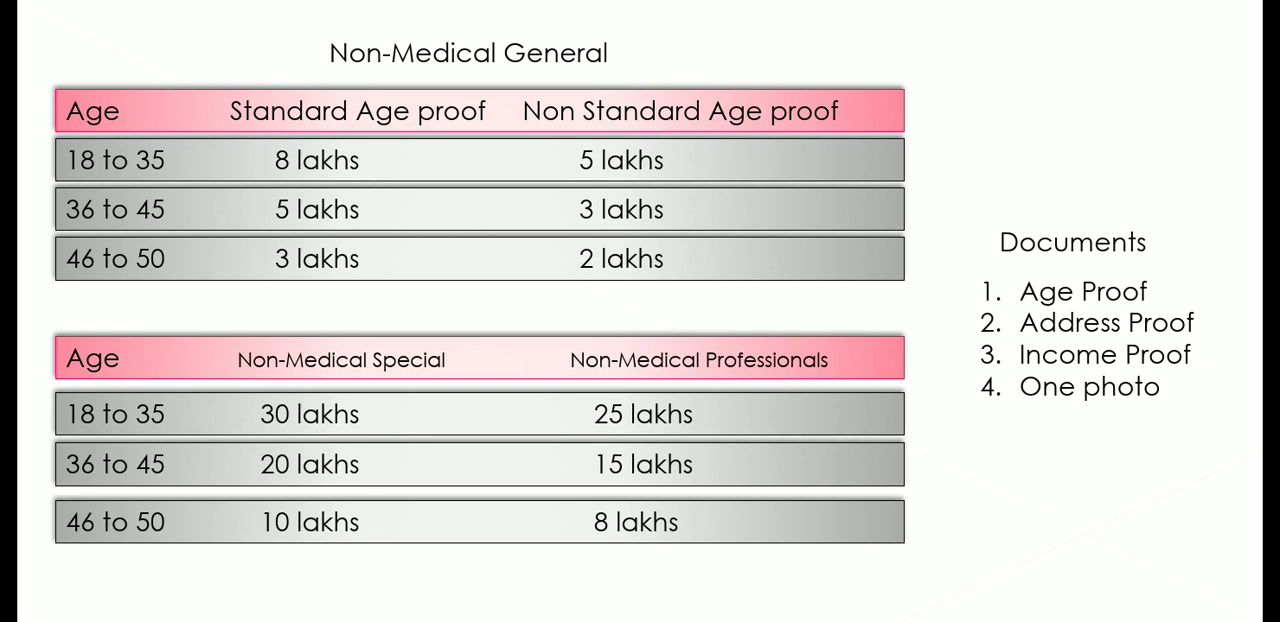 Non-Medical General
Age Standard Age proof Non Standard Age proof
18 to 35 8 lakhs 5 lakhs
36 to 45 5 lakhs 3 lakhs
46 to 50 3 lakhs 2 lakhs
Age Non-Medical Special Non-Medical Professionals
18 to 35 30 lakhs 25 lakhs
36 to 45 20 lakhs 15 lakhs
46 to 50 10 lakhs 8 lakhs
Documents
1. Age Proof
2. Address Proof
3. Income Proof
4. One photo